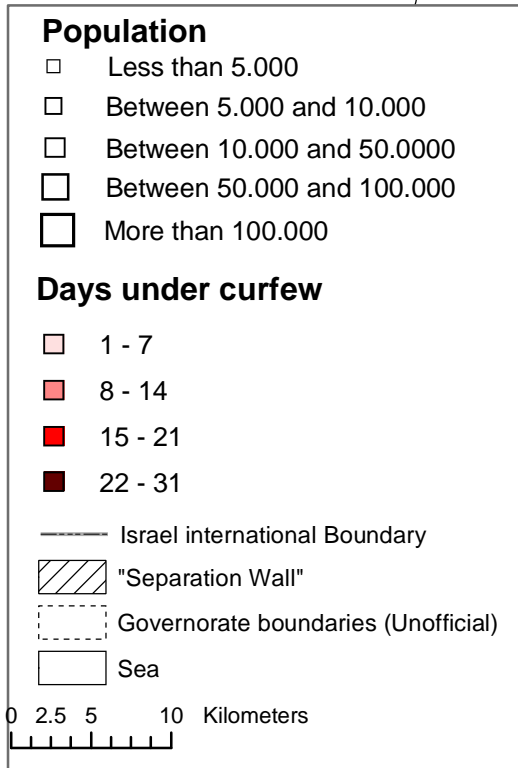 Population
Less than 5.000
Between 5.000 and 10.000
Between 10.000 and 50.0000
Between 50.000 and 100.000
More than 100.000
Days under curfew
1 - 7
8 - 14
15 - 21
22 - 31
Israel international Boundary
"Separation Wall"
Governorate boundaries (Unofficial)
Sea
0 2.5 5 10 Kilometers